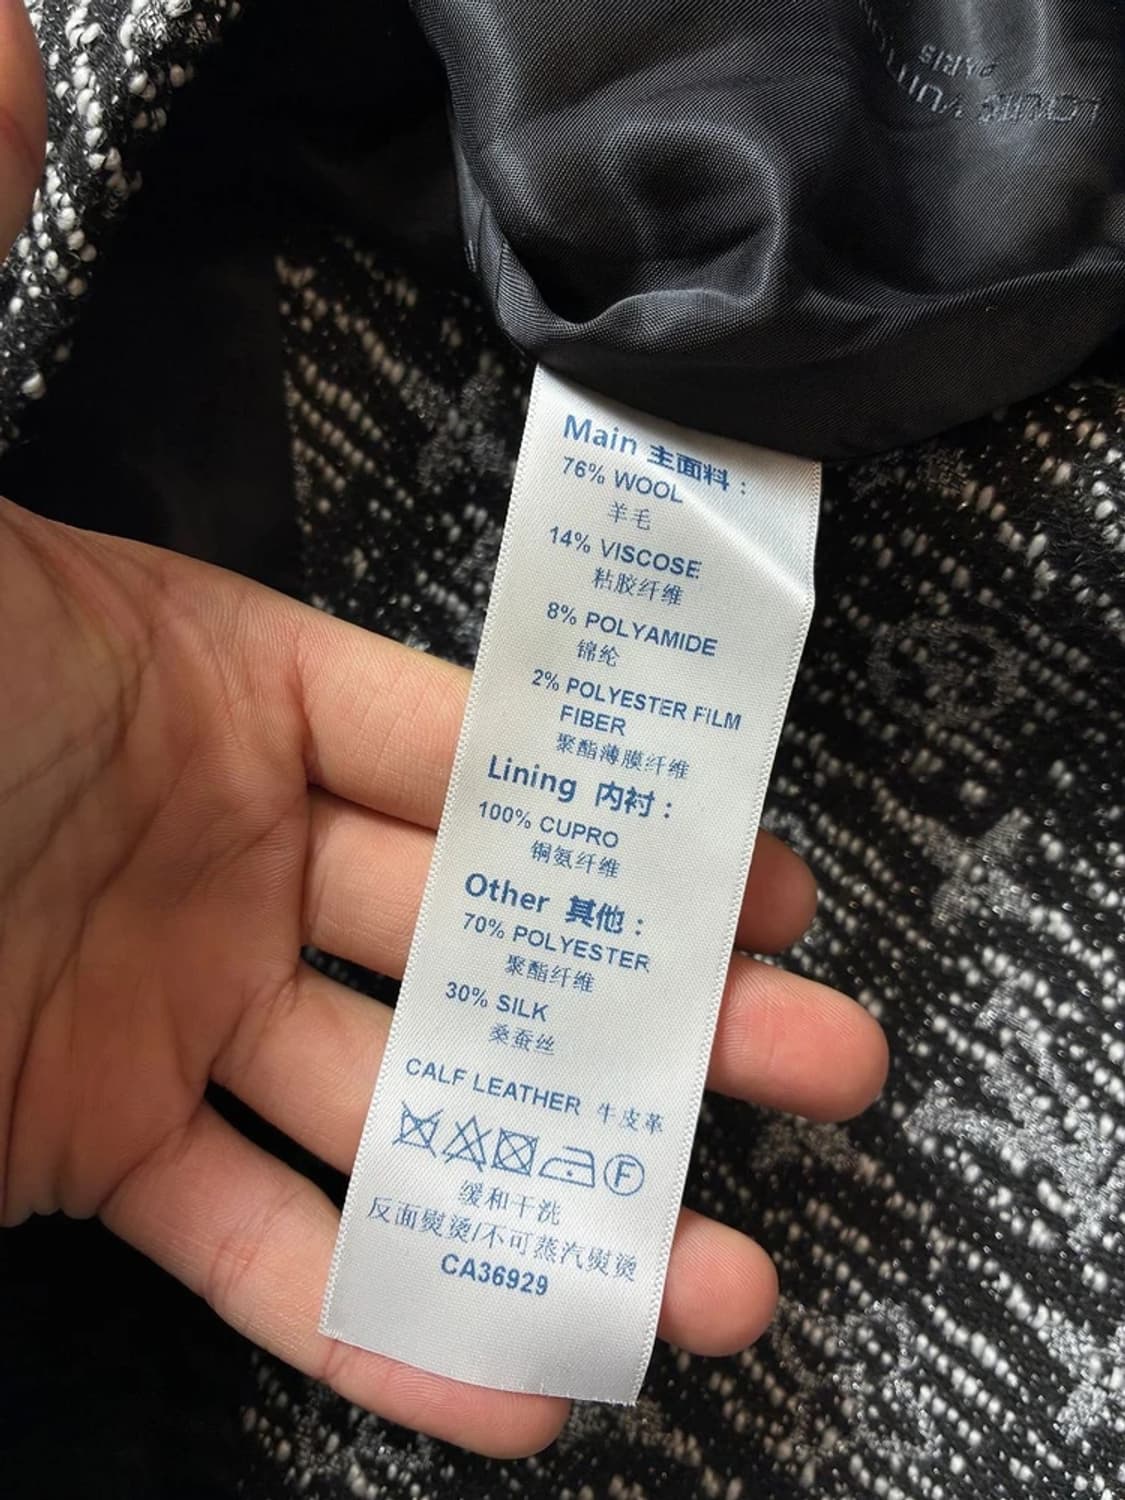 LOUIS VUITTON
PARIS
Main 主面料：
76% WOOL
羊毛
14% VISCOSE
粘胶纤维
8% POLYAMIDE
锦纶
2% POLYESTER FILM
FIBER
聚酯薄膜纤维
Lining 内衬：
100% CUPRO
铜氨纤维
Other 其他：
70% POLYESTER
聚酯纤维
30% SILK
桑蚕丝
CALF LEATHER 牛皮革
F
缓和干洗
反面熨烫/不可蒸汽熨烫
CA36929